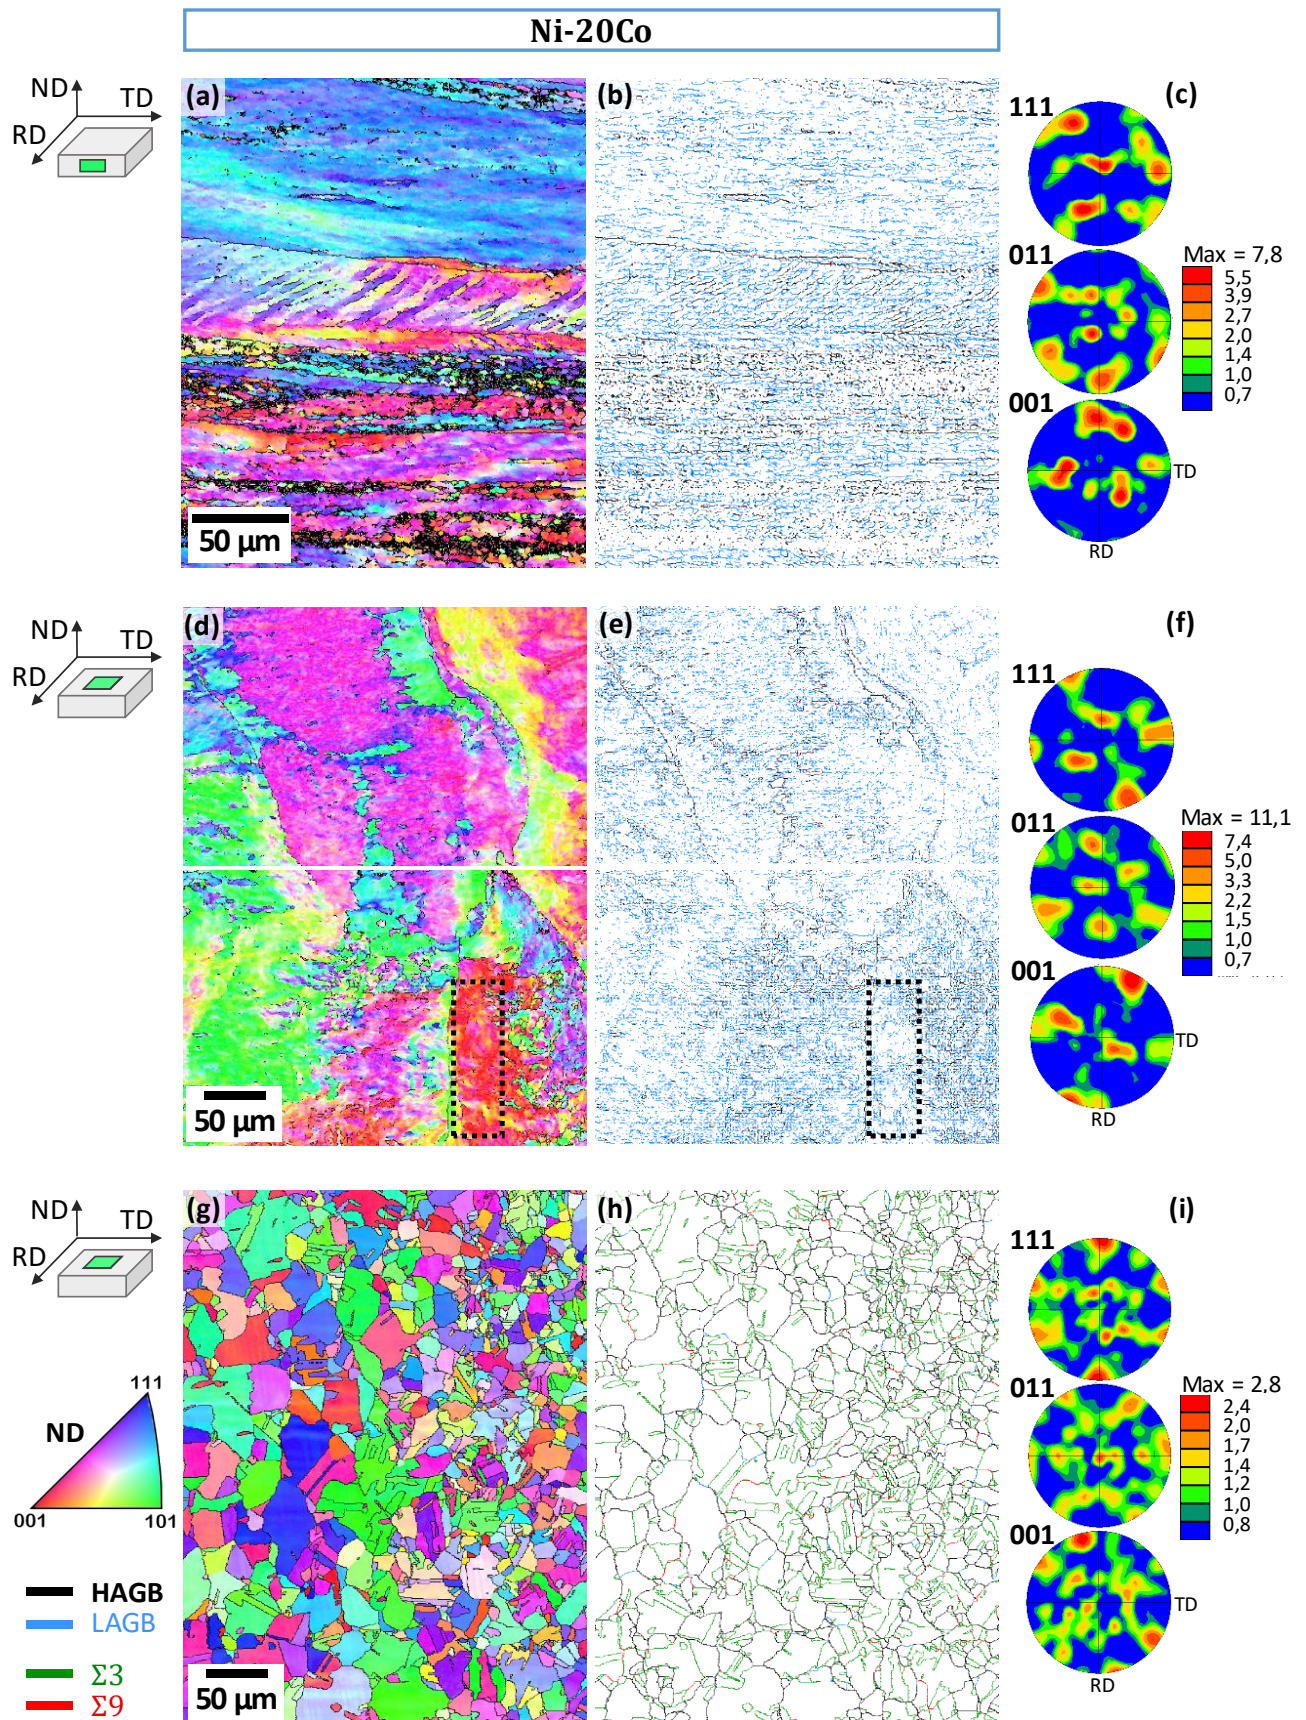 Ni-20Co
ND
TD
RD
(a)
(b)
(c)
111
011
001
TD
RD
Max = 7,8
5,5
3,9
2,7
2,0
1,4
1,0
0,7
50 µm
ND
TD
RD
(d)
(e)
(f)
111
011
001
TD
RD
Max = 11,1
7,4
5,0
3,3
2,2
1,5
1,0
0,7
50 µm
ND
TD
RD
(g)
(h)
(i)
111
011
001
TD
RD
Max = 2,8
2,4
2,0
1,7
1,4
1,2
1,0
0,8
111
ND
001
101
HAGB
LAGB
Σ3
Σ9
50 µm